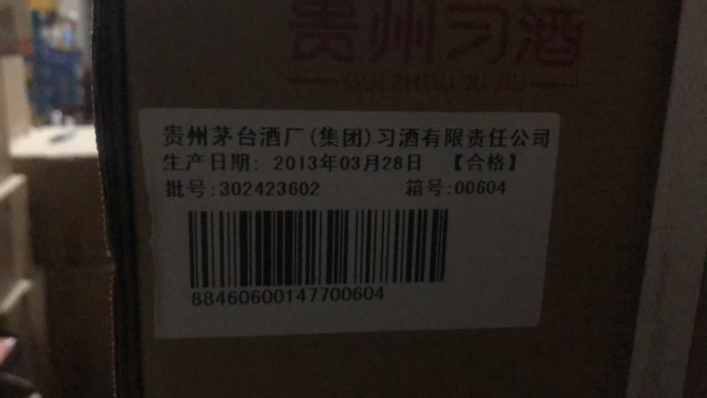 贵州习酒
GUIZHOU XIJIU
贵州茅台酒厂(集团)习酒有限责任公司
生产日期: 2013年03月28日 【合格】
批号:302423602 箱号:00604
88460600147700604